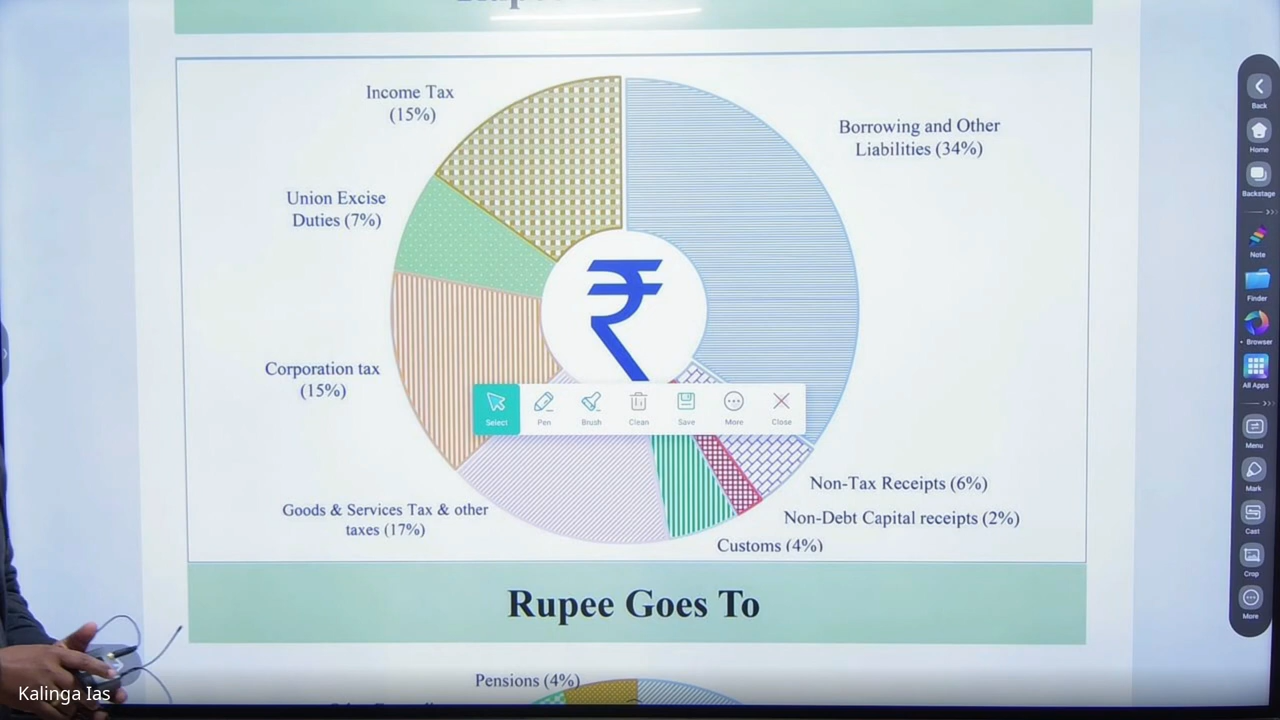 Income Tax
(15%)
Borrowing and Other
Liabilities (34%)
Union Excise
Duties (7%)
₹
Corporation tax
(15%)
Select
Pen
Brush
Clean
Save
More
Close
Non-Tax Receipts (6%)
Goods & Services Tax & other
taxes (17%)
Non-Debt Capital receipts (2%)
Customs (4%)
Rupee Goes To
Pensions (4%)
Back
Home
Backstage
Note
Finder
Browser
All Apps
Menu
Mark
Cast
Crop
More
Kalinga Ias